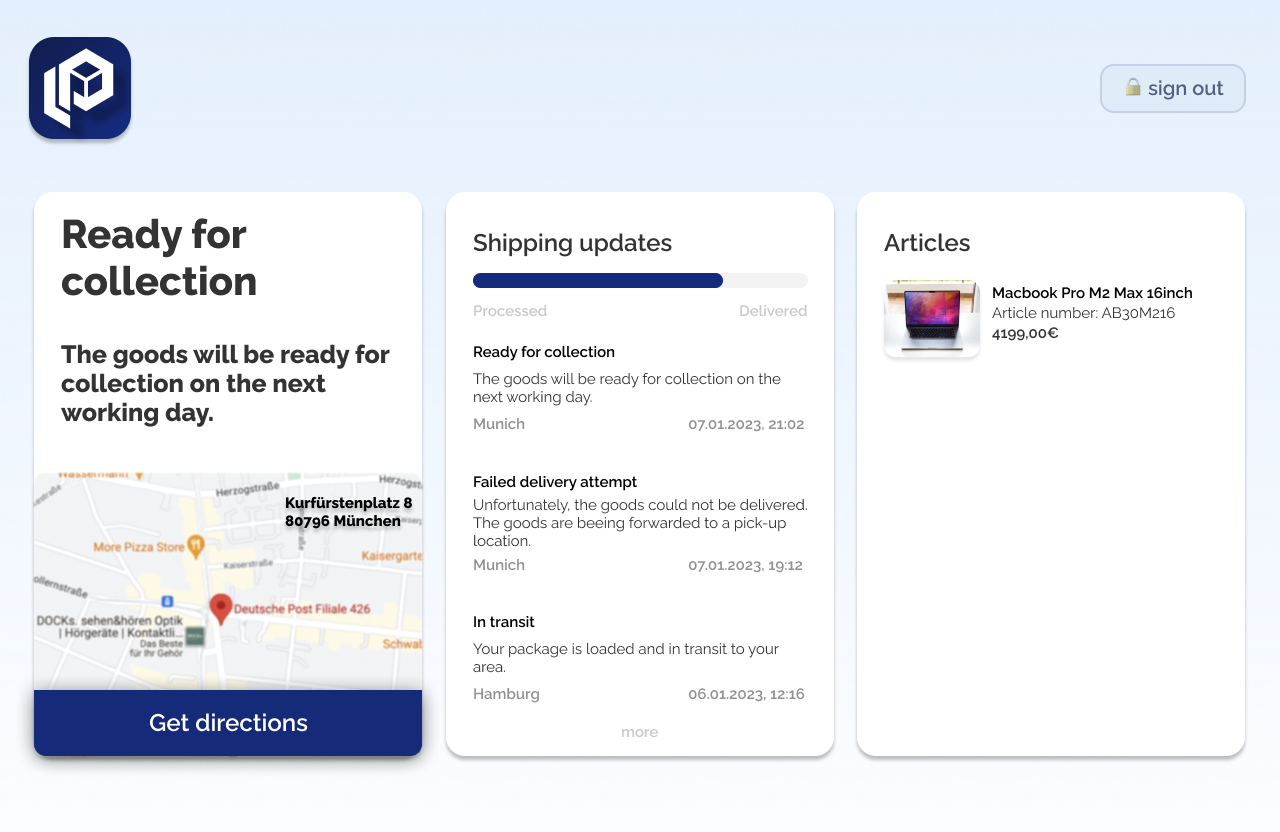 sign out
Ready for
collection
The goods will be ready for
collection on the next
working day.
Wassermann
Herzogstraße
Kurfürstenplatz 8
80796 München
More Pizza Store
Kaiserstraße
Kaisergarte
ollernstraße
Deutsche Post Filiale 426
DOCKs. sehen&hören Optik
| Hörgeräte | Kontaktli...
Das Beste
für Ihr Gehör
Schwab
Get directions
Shipping updates
Processed Delivered
Ready for collection
The goods will be ready for collection on the
next working day.
Munich 07.01.2023, 21:02
Failed delivery attempt
Unfortunately, the goods could not be delivered.
The goods are beeing forwarded to a pick-up
location.
Munich 07.01.2023, 19:12
In transit
Your package is loaded and in transit to your
area.
Hamburg 06.01.2023, 12:16
more
Articles
Macbook Pro M2 Max 16inch
Article number: AB30M216
4199,00€